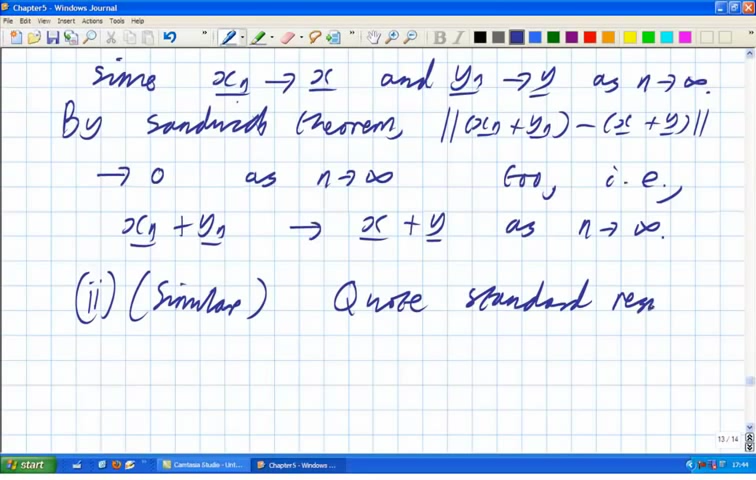 Chapter5 - Windows Journal
File Edit View Insert Actions Tools Help
B
since xn → x and yn → y as n → ∞.
By sandwich theorem, ||(xn + yn) - (x + y)||
→ 0 as n → ∞ too, i.e.,
xn + yn → x + y as n → ∞.
(ii) (Similar) Quote standard res
13 / 14
start Camtasia Studio - Unt... Chapter5 - Windows ... 17:44